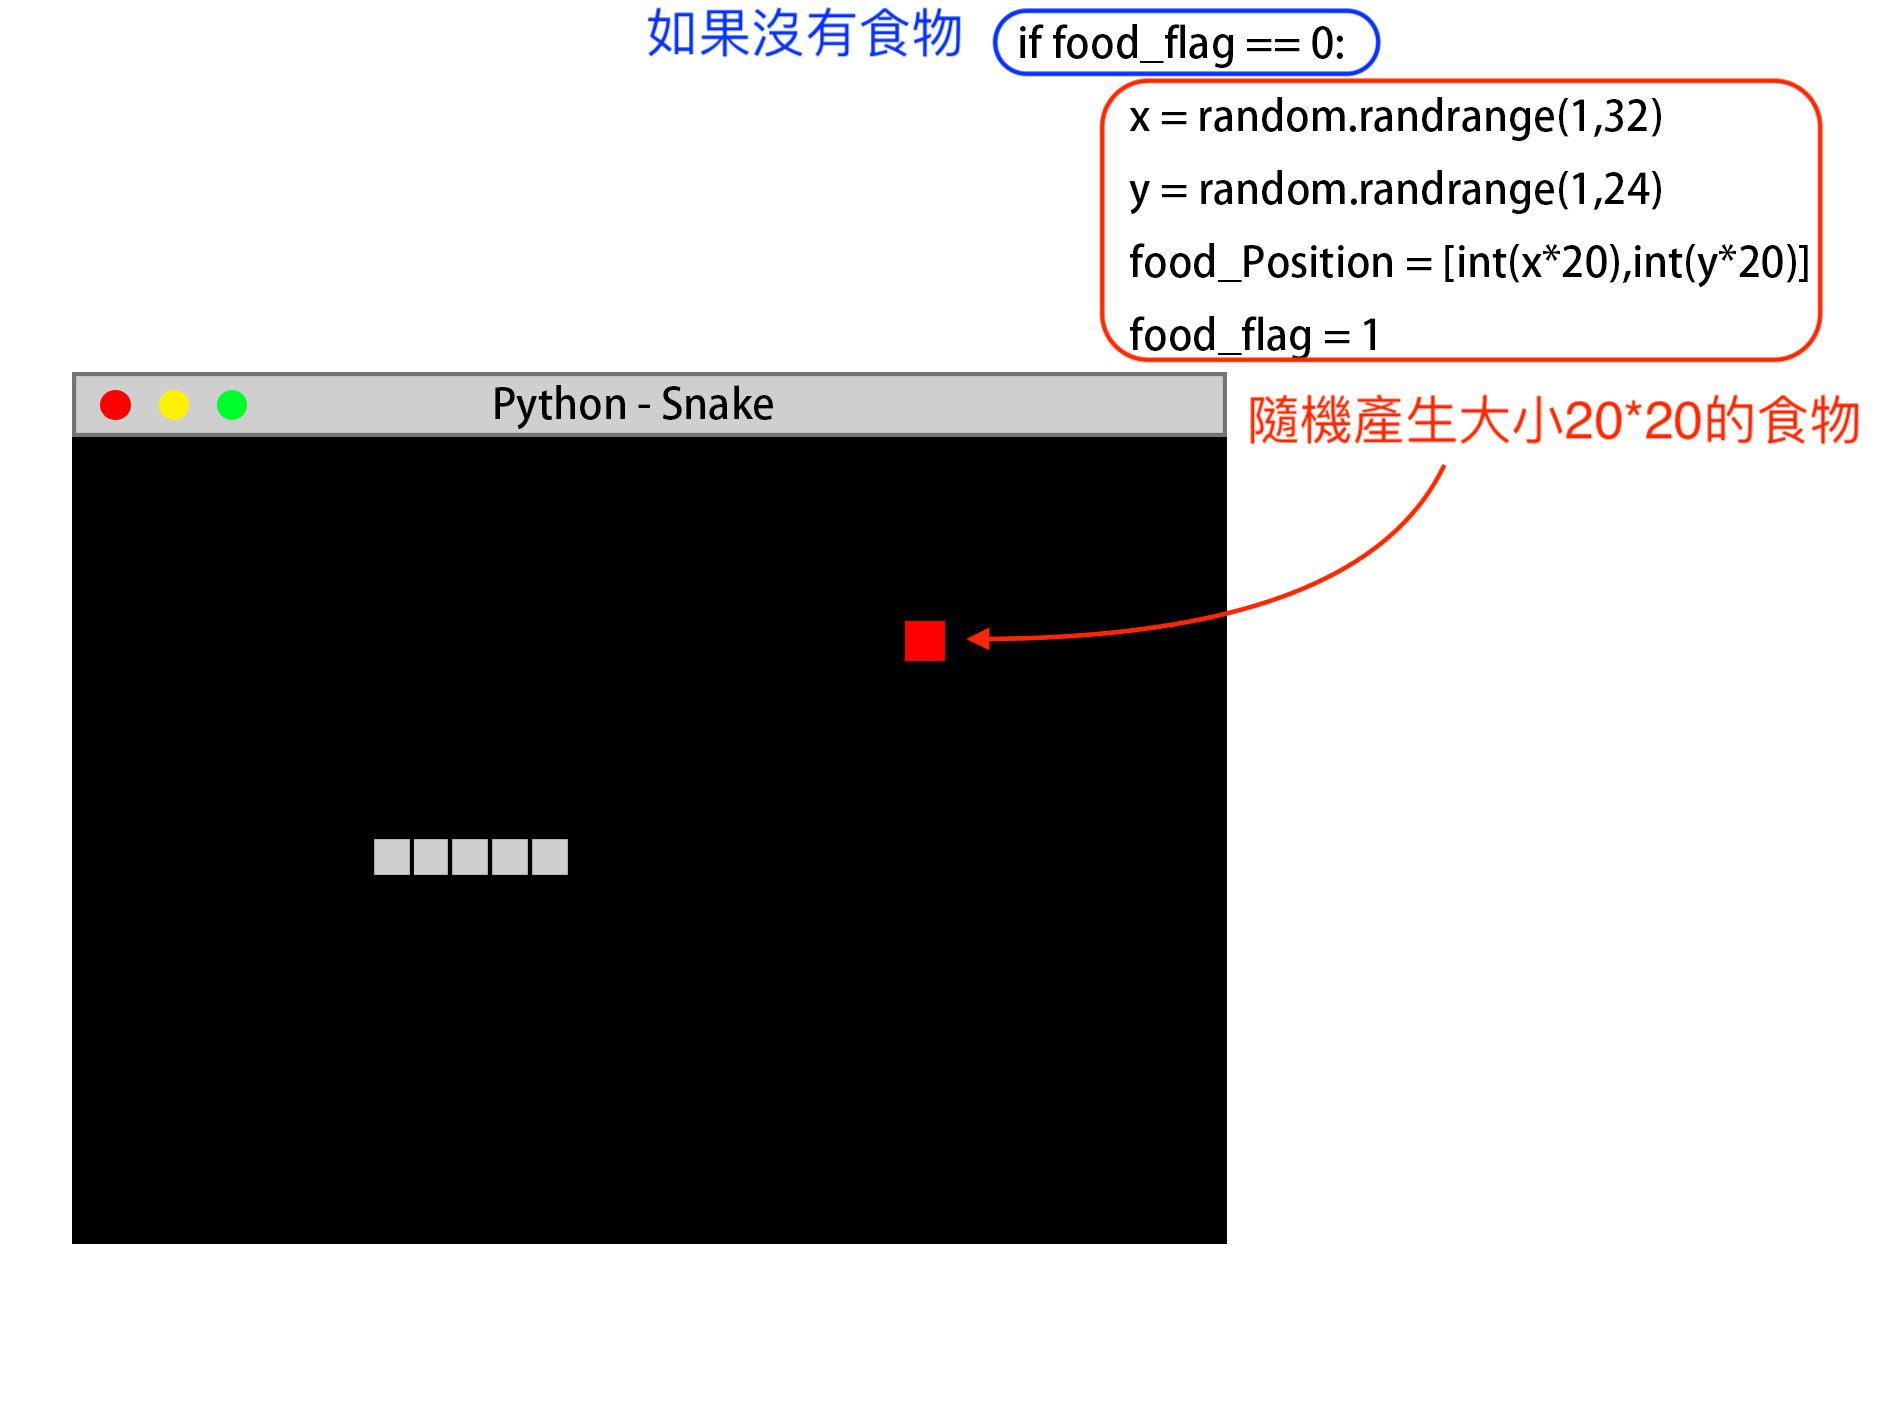 如果沒有食物 if food_flag == 0:
x = random.randrange(1,32)
y = random.randrange(1,24)
food_Position = [int(x*20),int(y*20)]
food_flag = 1
Python - Snake
隨機產生大小20*20的食物